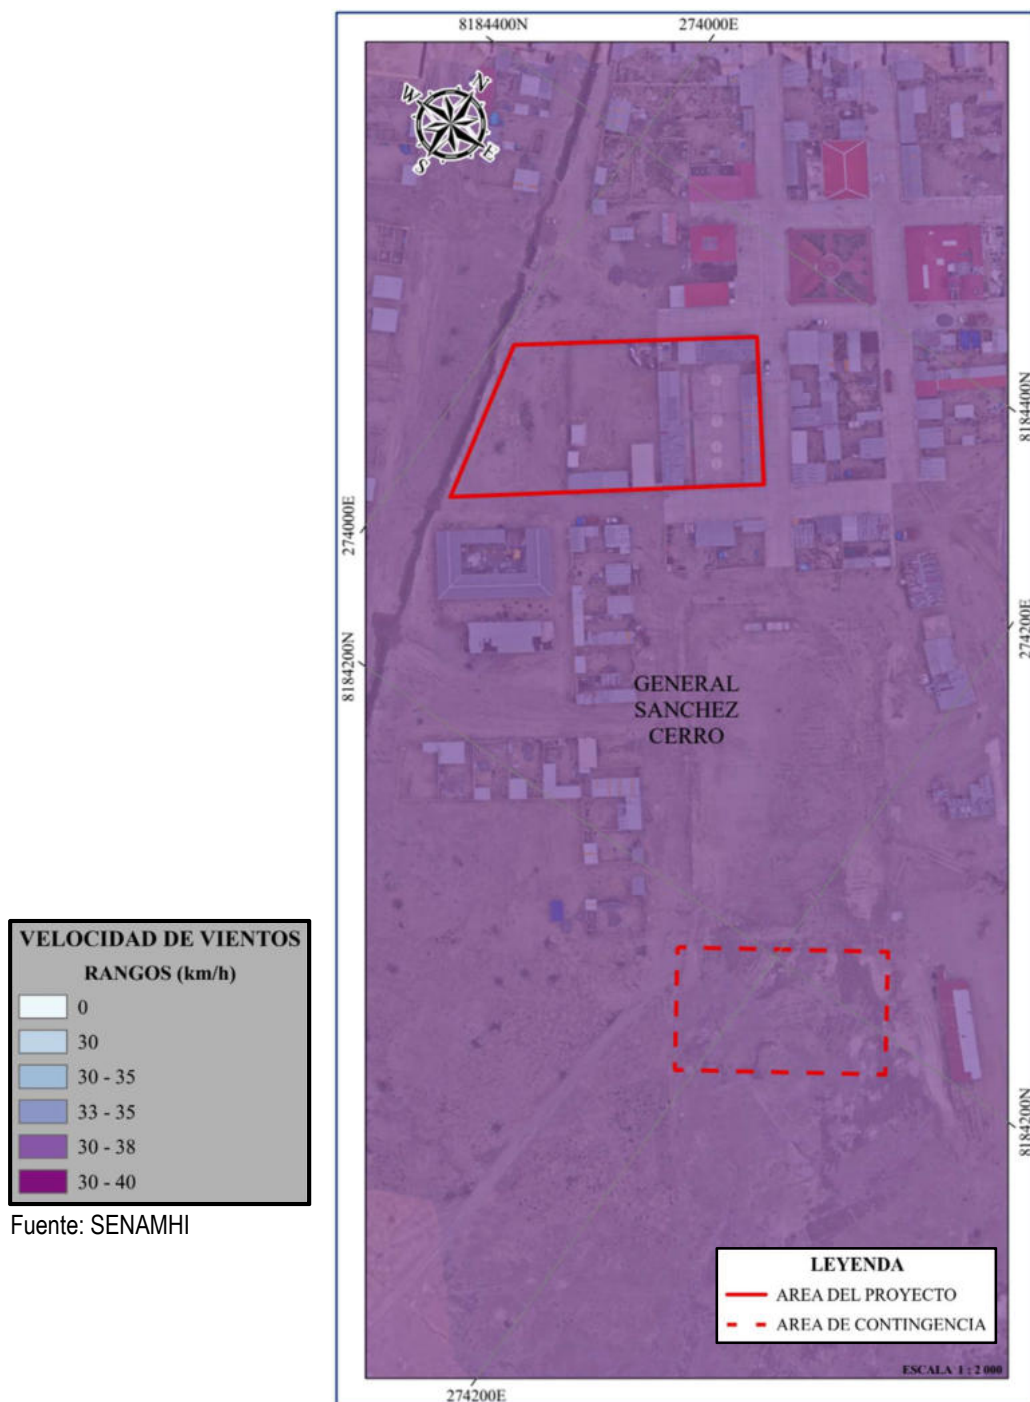 8184400N
274000E
N
W
E
S
8184400N
274000E
274200E
8184200N
GENERAL
SANCHEZ
CERRO
VELOCIDAD DE VIENTOS
RANGOS (km/h)
0
30
30 - 35
33 - 35
30 - 38
30 - 40
Fuente: SENAMHI
8184200N
LEYENDA
AREA DEL PROYECTO
AREA DE CONTINGENCIA
ESCALA 1 : 2 000
274200E